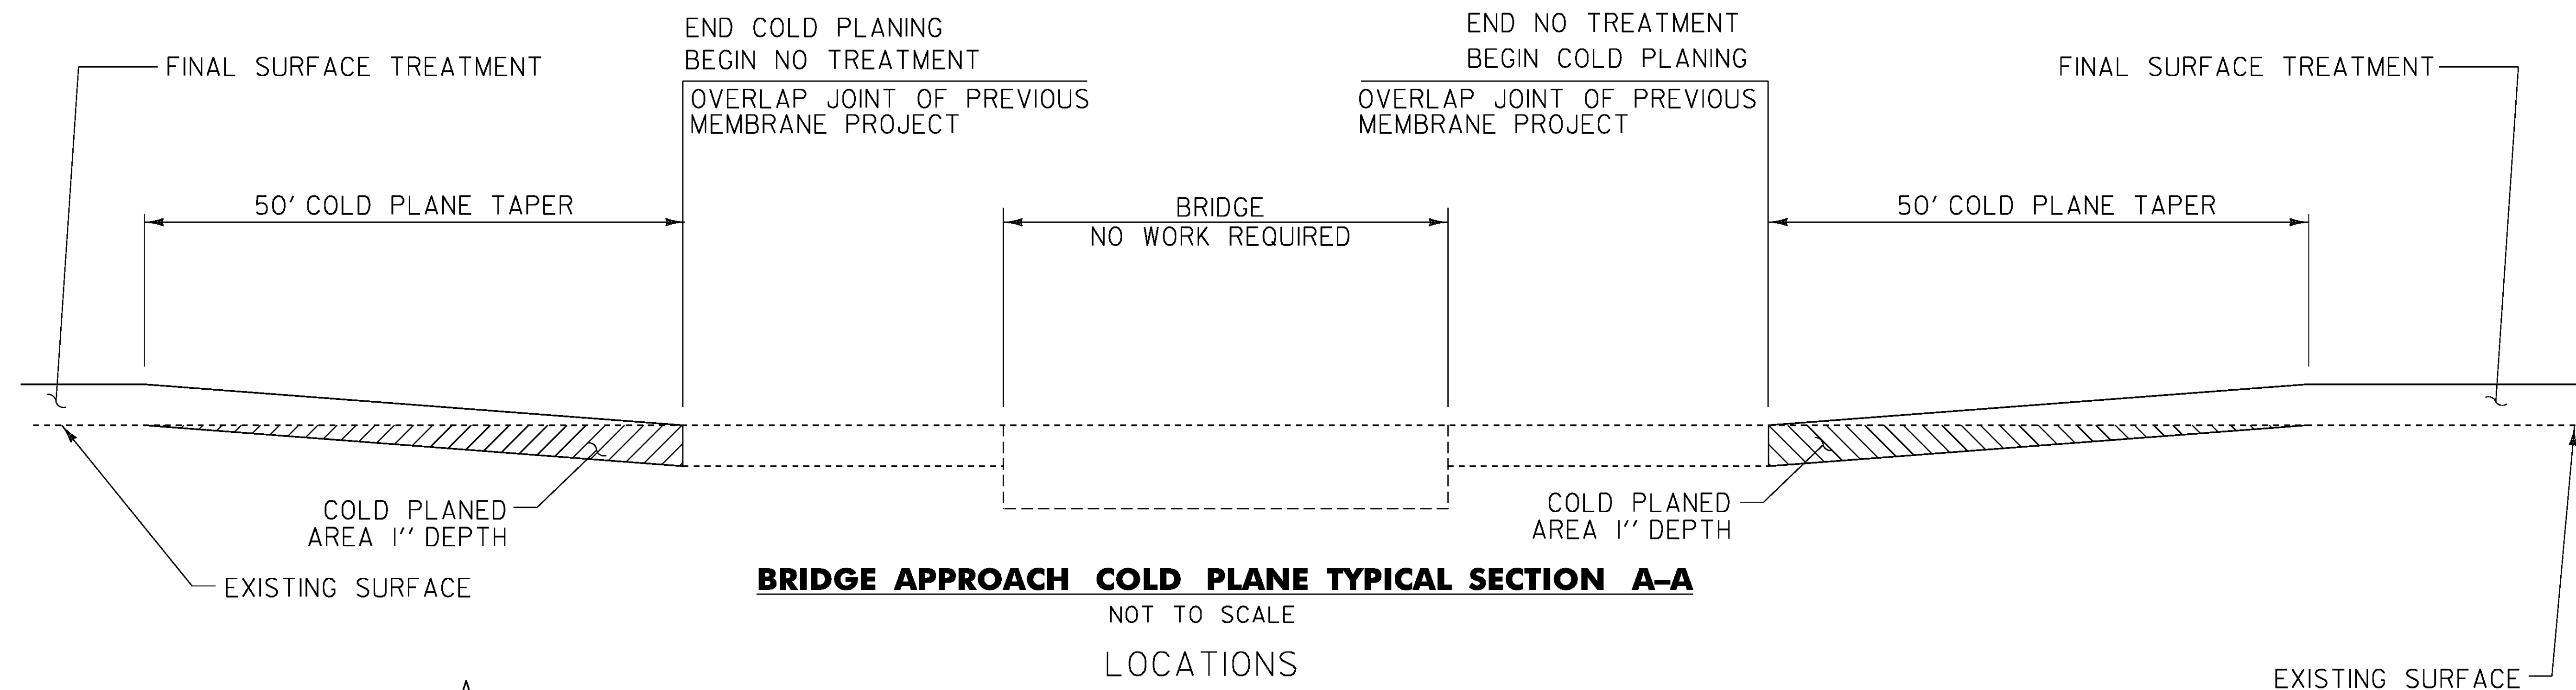 END COLD PLANING
BEGIN NO TREATMENT
OVERLAP JOINT OF PREVIOUS
MEMBRANE PROJECT
END NO TREATMENT
BEGIN COLD PLANING
OVERLAP JOINT OF PREVIOUS
MEMBRANE PROJECT
FINAL SURFACE TREATMENT
FINAL SURFACE TREATMENT
50' COLD PLANE TAPER
BRIDGE
NO WORK REQUIRED
50' COLD PLANE TAPER
COLD PLANED
AREA 1" DEPTH
COLD PLANED
AREA 1" DEPTH
EXISTING SURFACE
BRIDGE APPROACH COLD PLANE TYPICAL SECTION A–A
NOT TO SCALE
LOCATIONS
EXISTING SURFACE